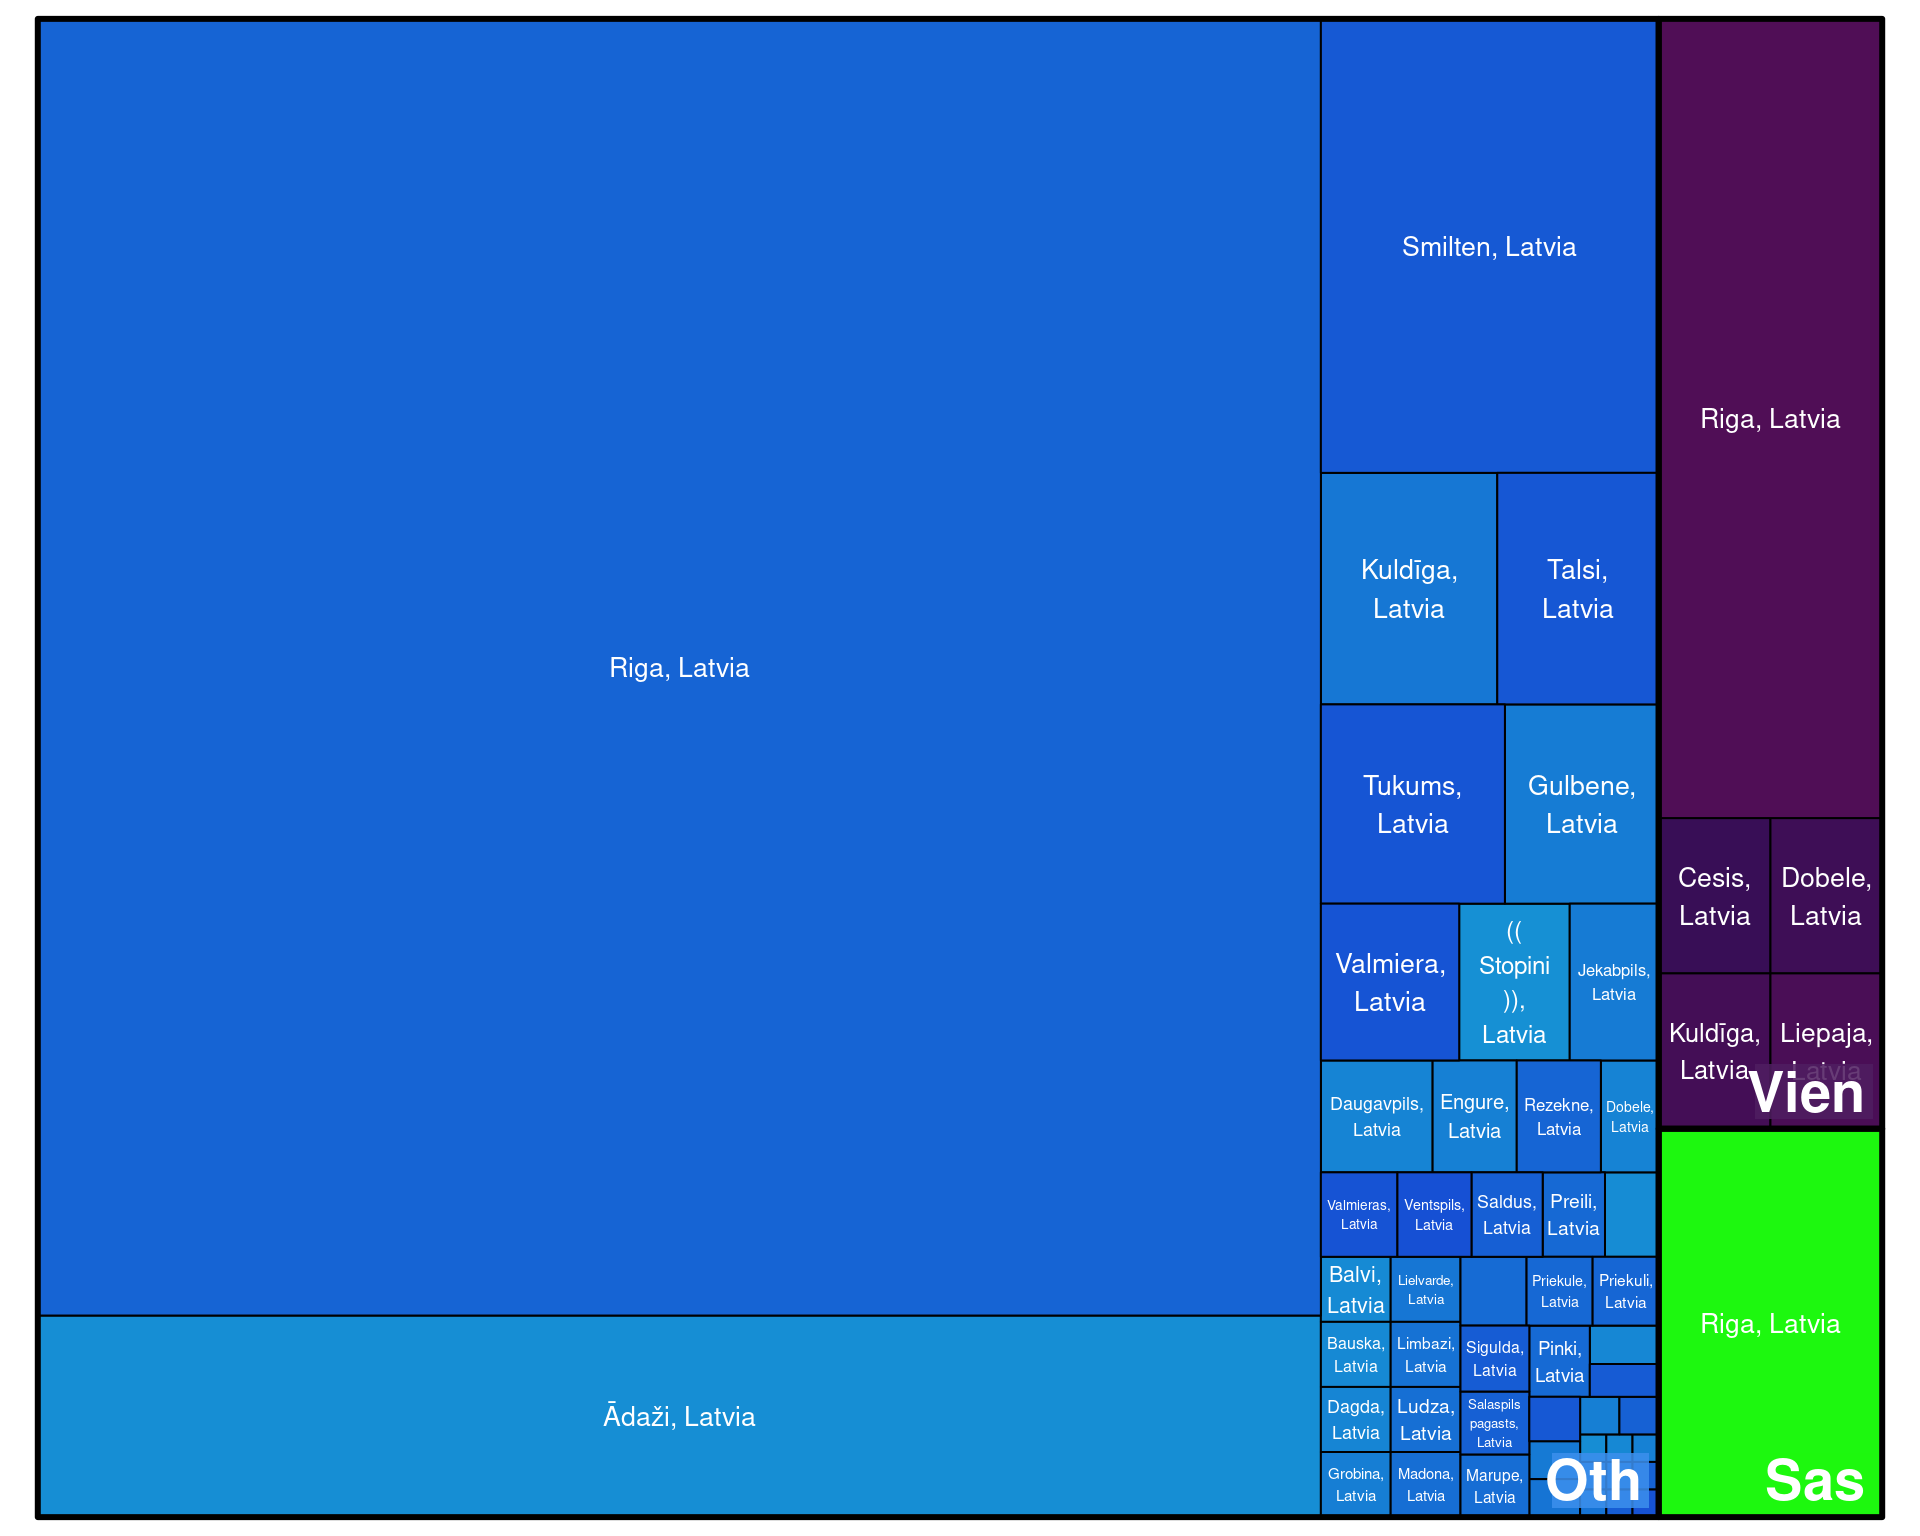 Riga, Latvia
Ādaži, Latvia
Smilten, Latvia
Kuldīga,
Latvia
Talsi,
Latvia
Tukums,
Latvia
Gulbene,
Latvia
Valmiera,
Latvia
((
Stopini
)),
Latvia
Jekabpils,
Latvia
Daugavpils,
Latvia
Engure,
Latvia
Rezekne,
Latvia
Dobele,
Latvia
Valmieras,
Latvia
Ventspils,
Latvia
Saldus,
Latvia
Preili,
Latvia
Balvi,
Latvia
Lielvarde,
Latvia
Priekule,
Latvia
Priekuli,
Latvia
Bauska,
Latvia
Limbazi,
Latvia
Sigulda,
Latvia
Pinki,
Latvia
Dagda,
Latvia
Ludza,
Latvia
Salaspils
pagasts,
Latvia
Grobina,
Latvia
Madona,
Latvia
Marupe,
Latvia
Oth
Riga, Latvia
Cesis,
Latvia
Dobele,
Latvia
Kuldīga,
Latvia
Liepaja,
Latvia
Vien
Riga, Latvia
Sas